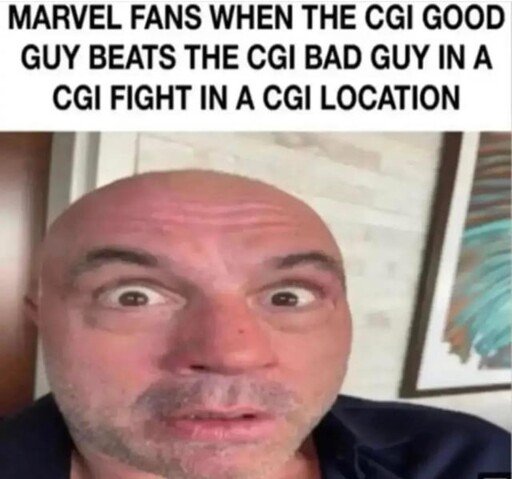 MARVEL FANS WHEN THE CGI GOOD
GUY BEATS THE CGI BAD GUY IN A
CGI FIGHT IN A CGI LOCATION